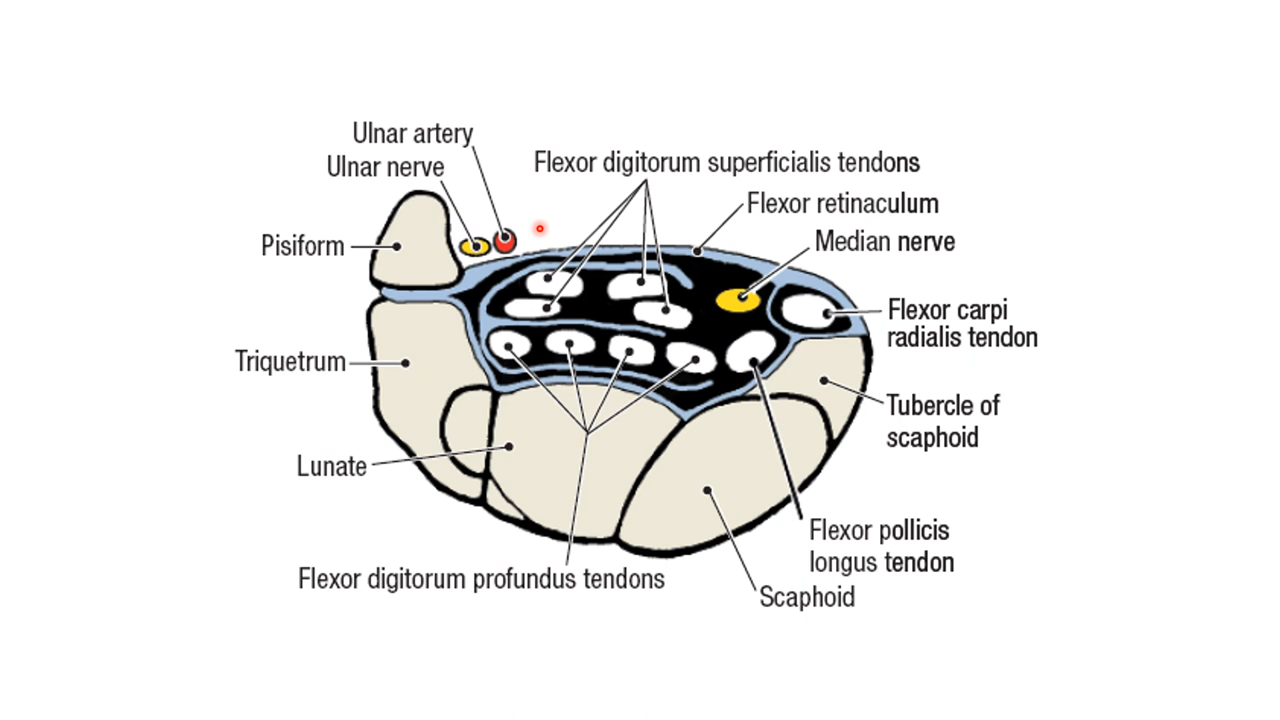 Ulnar artery
Ulnar nerve
Flexor digitorum superficialis tendons
Flexor retinaculum
Median nerve
Pisiform
Flexor carpi
radialis tendon
Triquetrum
Tubercle of
scaphoid
Lunate
Flexor pollicis
longus tendon
Flexor digitorum profundus tendons
Scaphoid